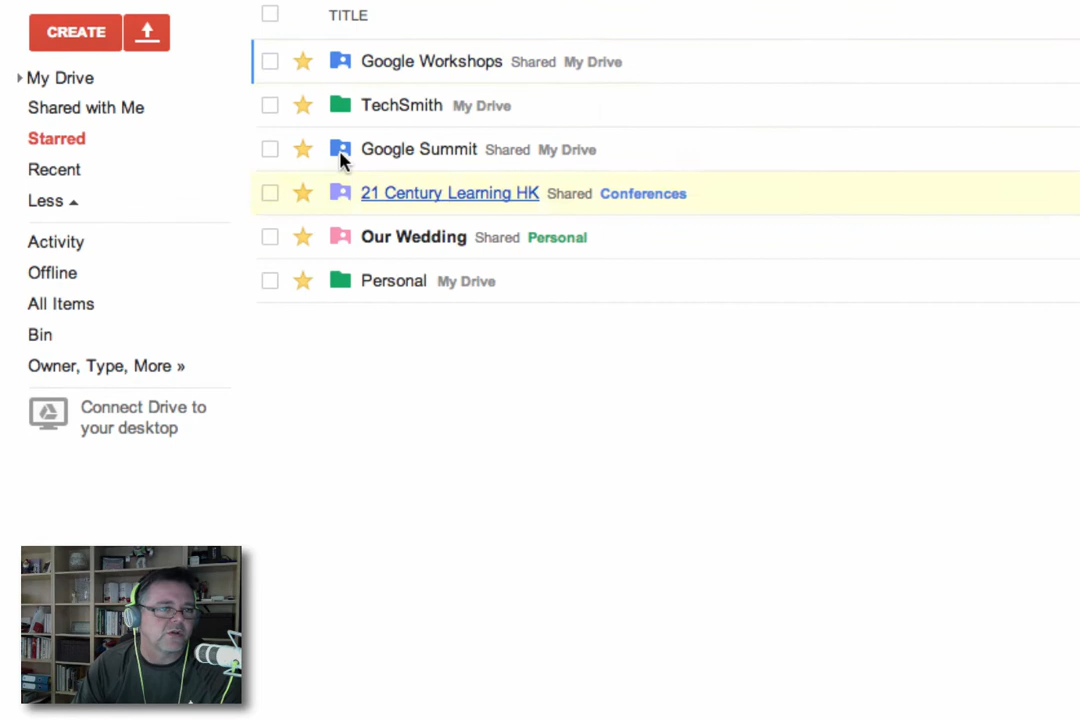 CREATE
TITLE
Google Workshops Shared My Drive
My Drive
TechSmith My Drive
Shared with Me
Starred
Google Summit Shared My Drive
Recent
21 Century Learning HK Shared Conferences
Less
Our Wedding Shared Personal
Activity
Offline
Personal My Drive
All Items
Bin
Owner, Type, More »
Connect Drive to
your desktop